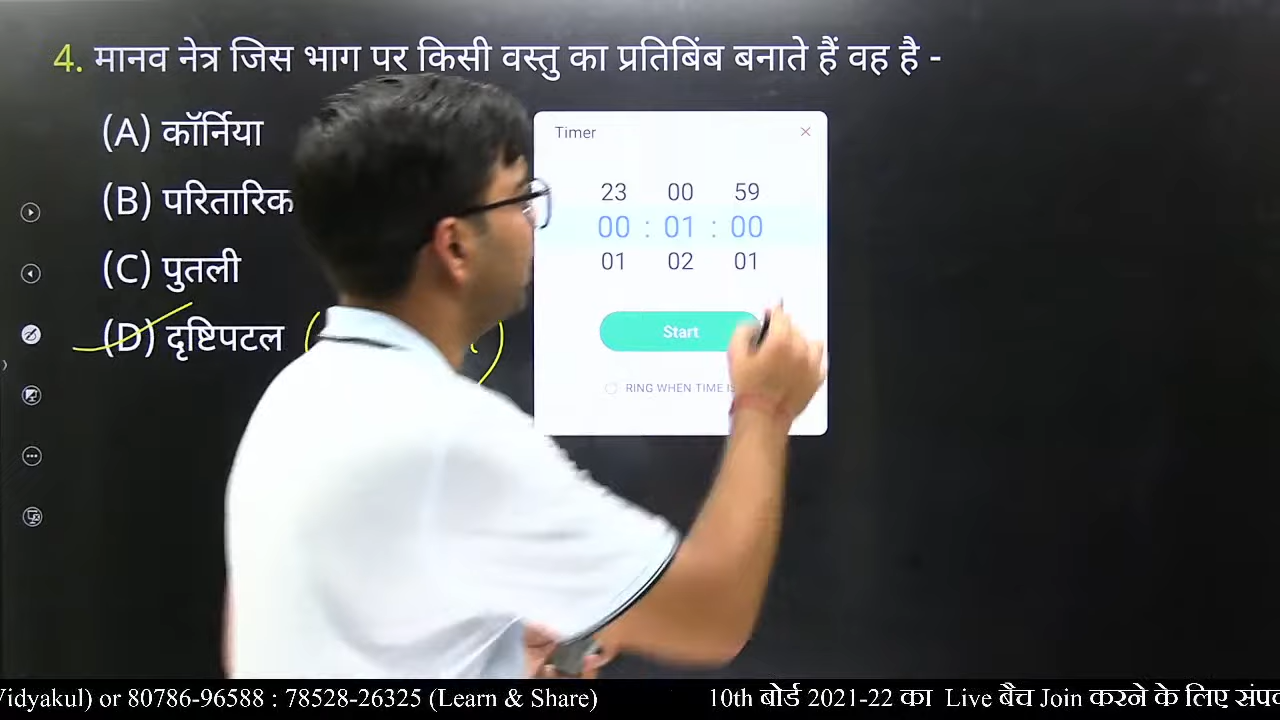 4. मानव नेत्र जिस भाग पर किसी वस्तु का प्रतिबिंब बनाते हैं वह है -
(A) कॉर्निया
(B) परितारिक
(C) पुतली
(D) दृष्टिपटल (
)
Timer
23 00 59
00 : 01 : 00
01 02 01
Start
RING WHEN TIME IS
Vidyakul) or 80786-96588 : 78528-26325 (Learn & Share) 10th बोर्ड 2021-22 का Live बैच Join करने के लिए संपर्